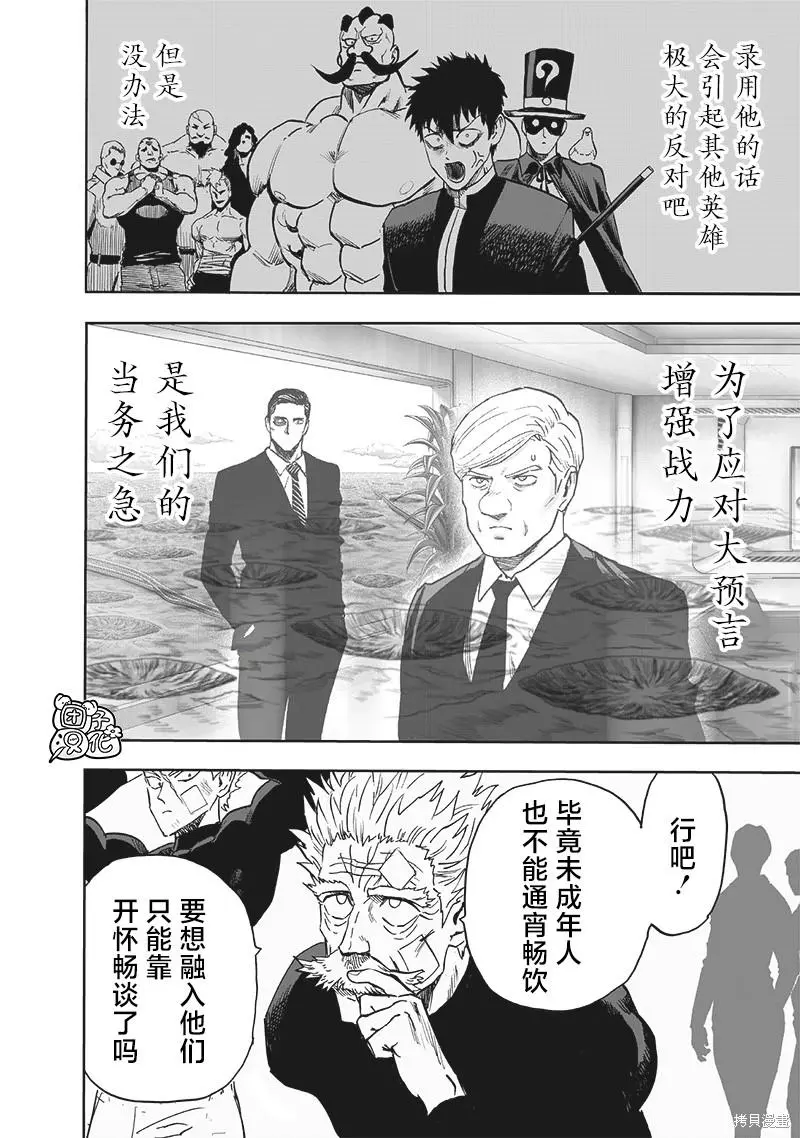 录用他的话
会引起其他英雄
极大的反对吧
但是
没办法
?
为了应对大预言
增强战力
是我们的
当务之急
团子
汉化
行吧！
毕竟未成年人
也不能通宵畅饮
要想融入他们
只能靠
开怀畅谈了吗
拷贝漫畫